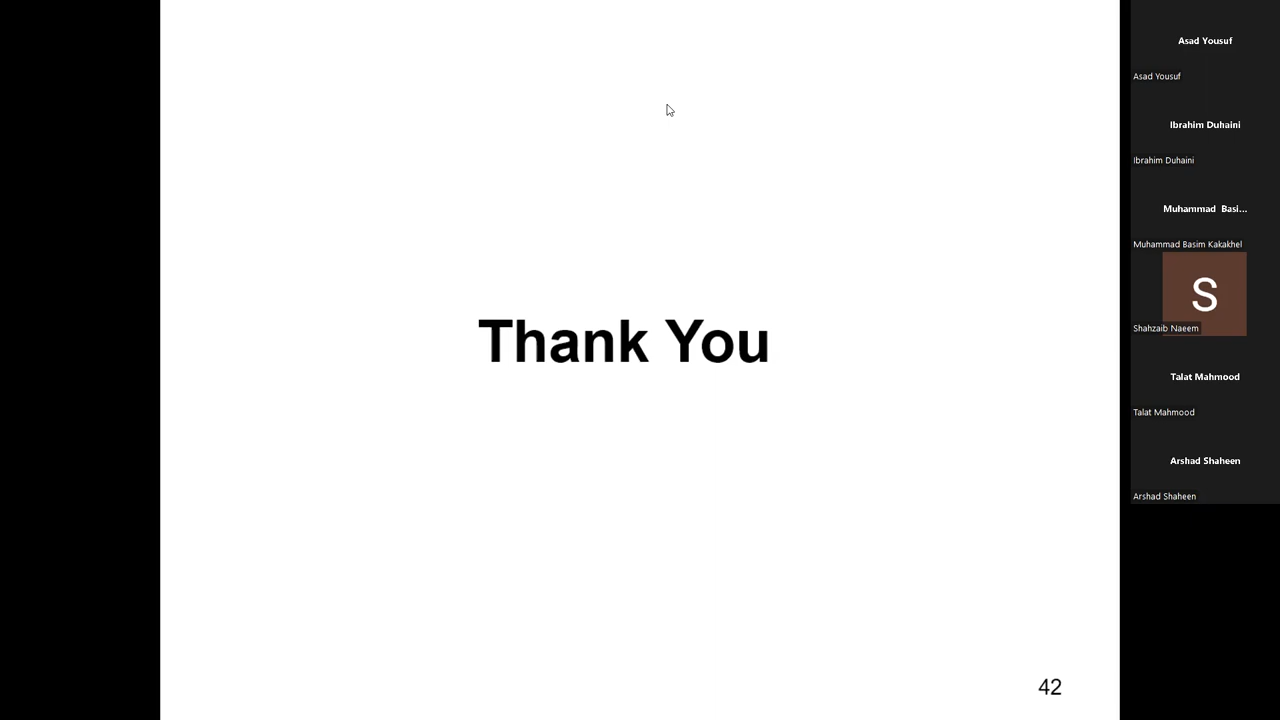 Thank You
42
Asad Yousuf
Asad Yousuf
Ibrahim Duhaini
Ibrahim Duhaini
Muhammad Basi...
Muhammad Basim Kakakhel
S
Shahzaib Naeem
Talat Mahmood
Talat Mahmood
Arshad Shaheen
Arshad Shaheen